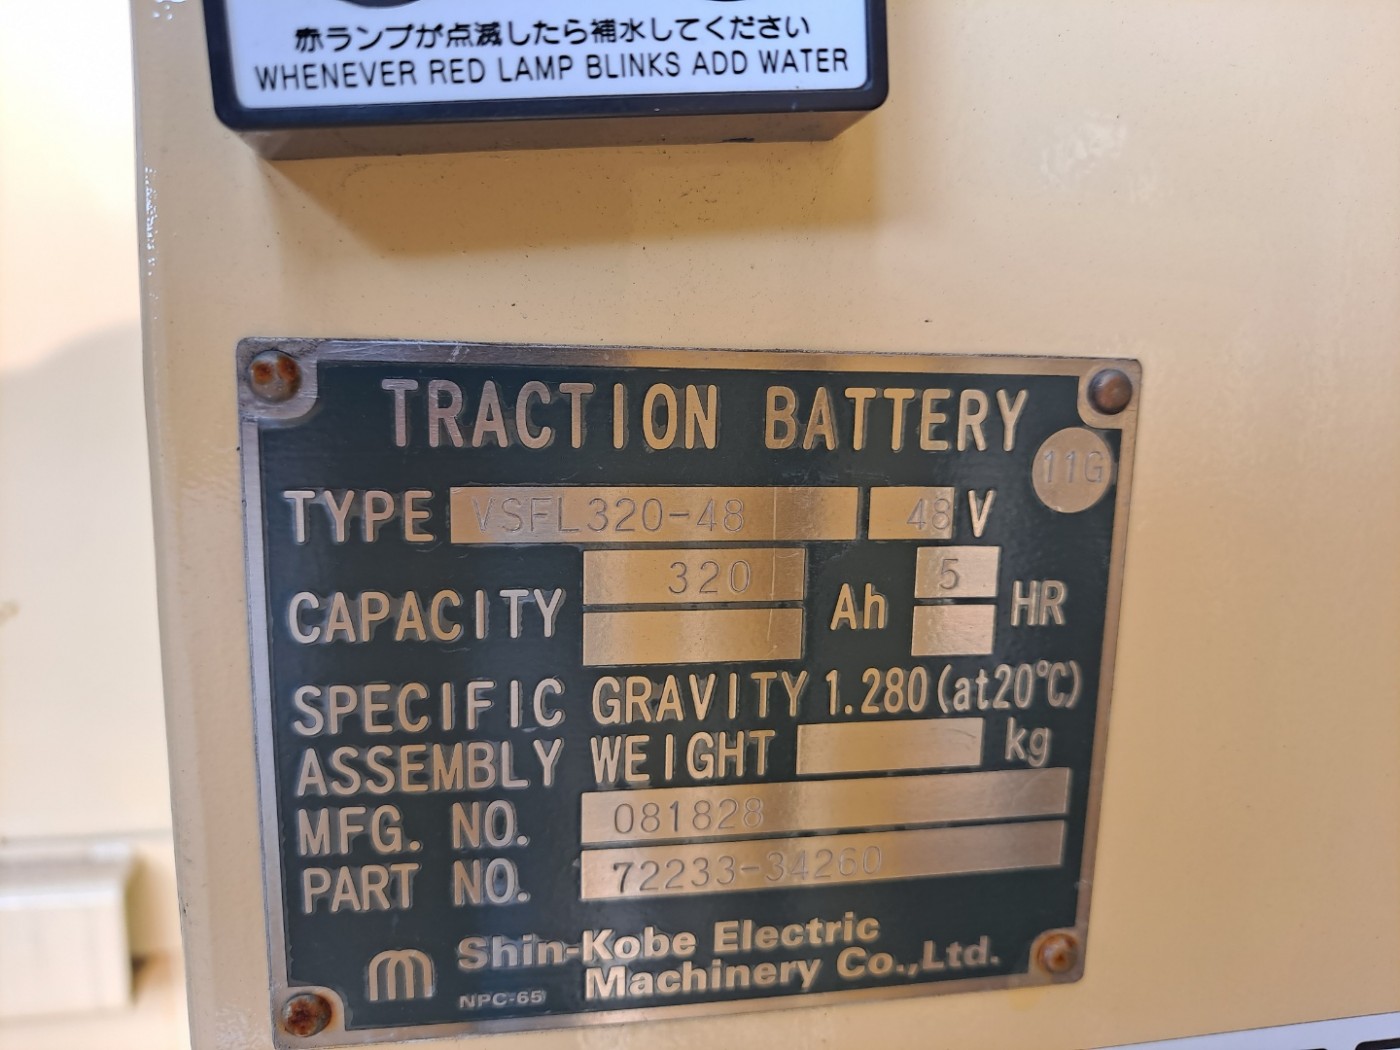 赤ランプが点滅したら補水してください
WHENEVER RED LAMP BLINKS ADD WATER
TRACTION BATTERY
11G
TYPE VSFL320-48 48 V
CAPACITY 320 Ah 5 HR
SPECIFIC GRAVITY 1.280 (at20℃)
ASSEMBLY WEIGHT kg
MFG. NO. 081828
PART NO. 72233-34260
Shin-Kobe Electric
Machinery Co.,Ltd.
NPC-65